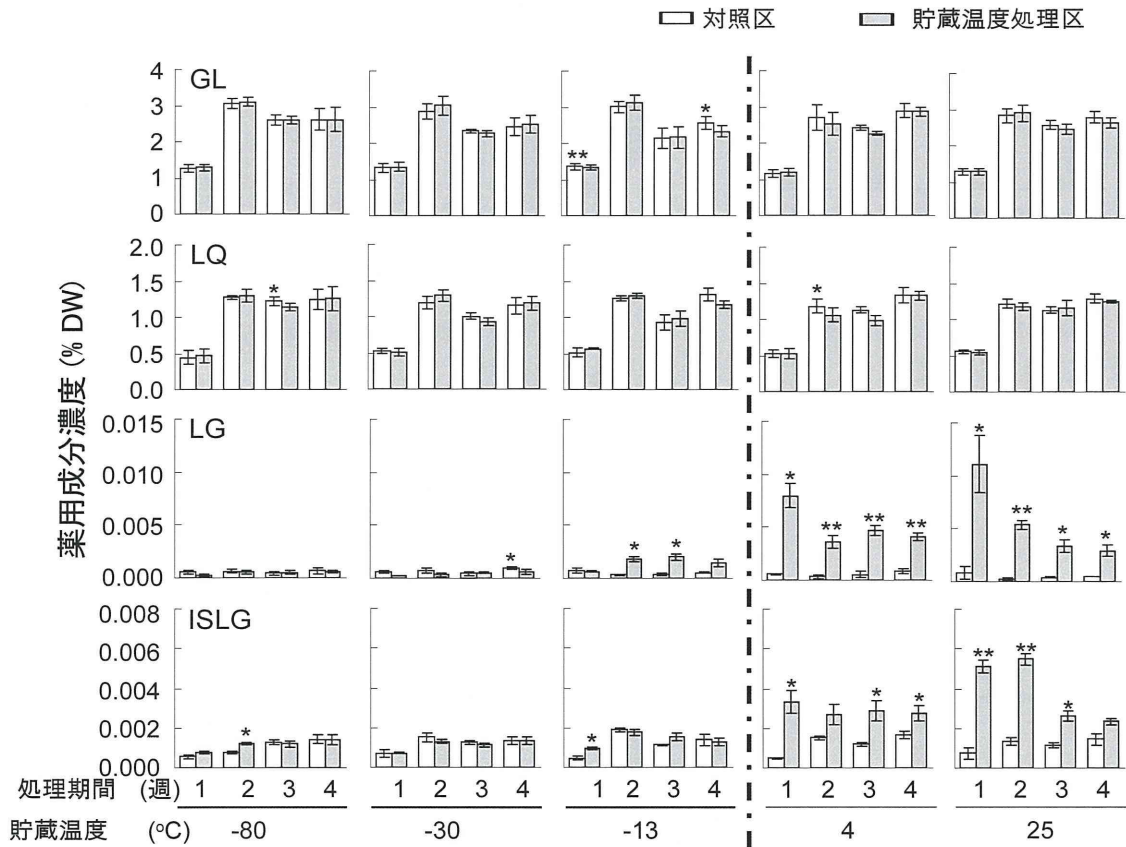 対照区 貯蔵温度処理区
GL
4
3
2
1
0
** *
LQ
2.0
1.5
1.0
0.5
0.0
* *
LG
0.015
0.010
0.005
0.000
* * * * ** ** ** * ** * *
ISLG
0.008
0.006
0.004
0.002
0.000
* * * * * ** ** *
薬用成分濃度 (% DW)
処理期間 (週) 1 2 3 4 1 2 3 4 1 2 3 4 1 2 3 4 1 2 3 4
貯蔵温度 (°C) -80 -30 -13 4 25